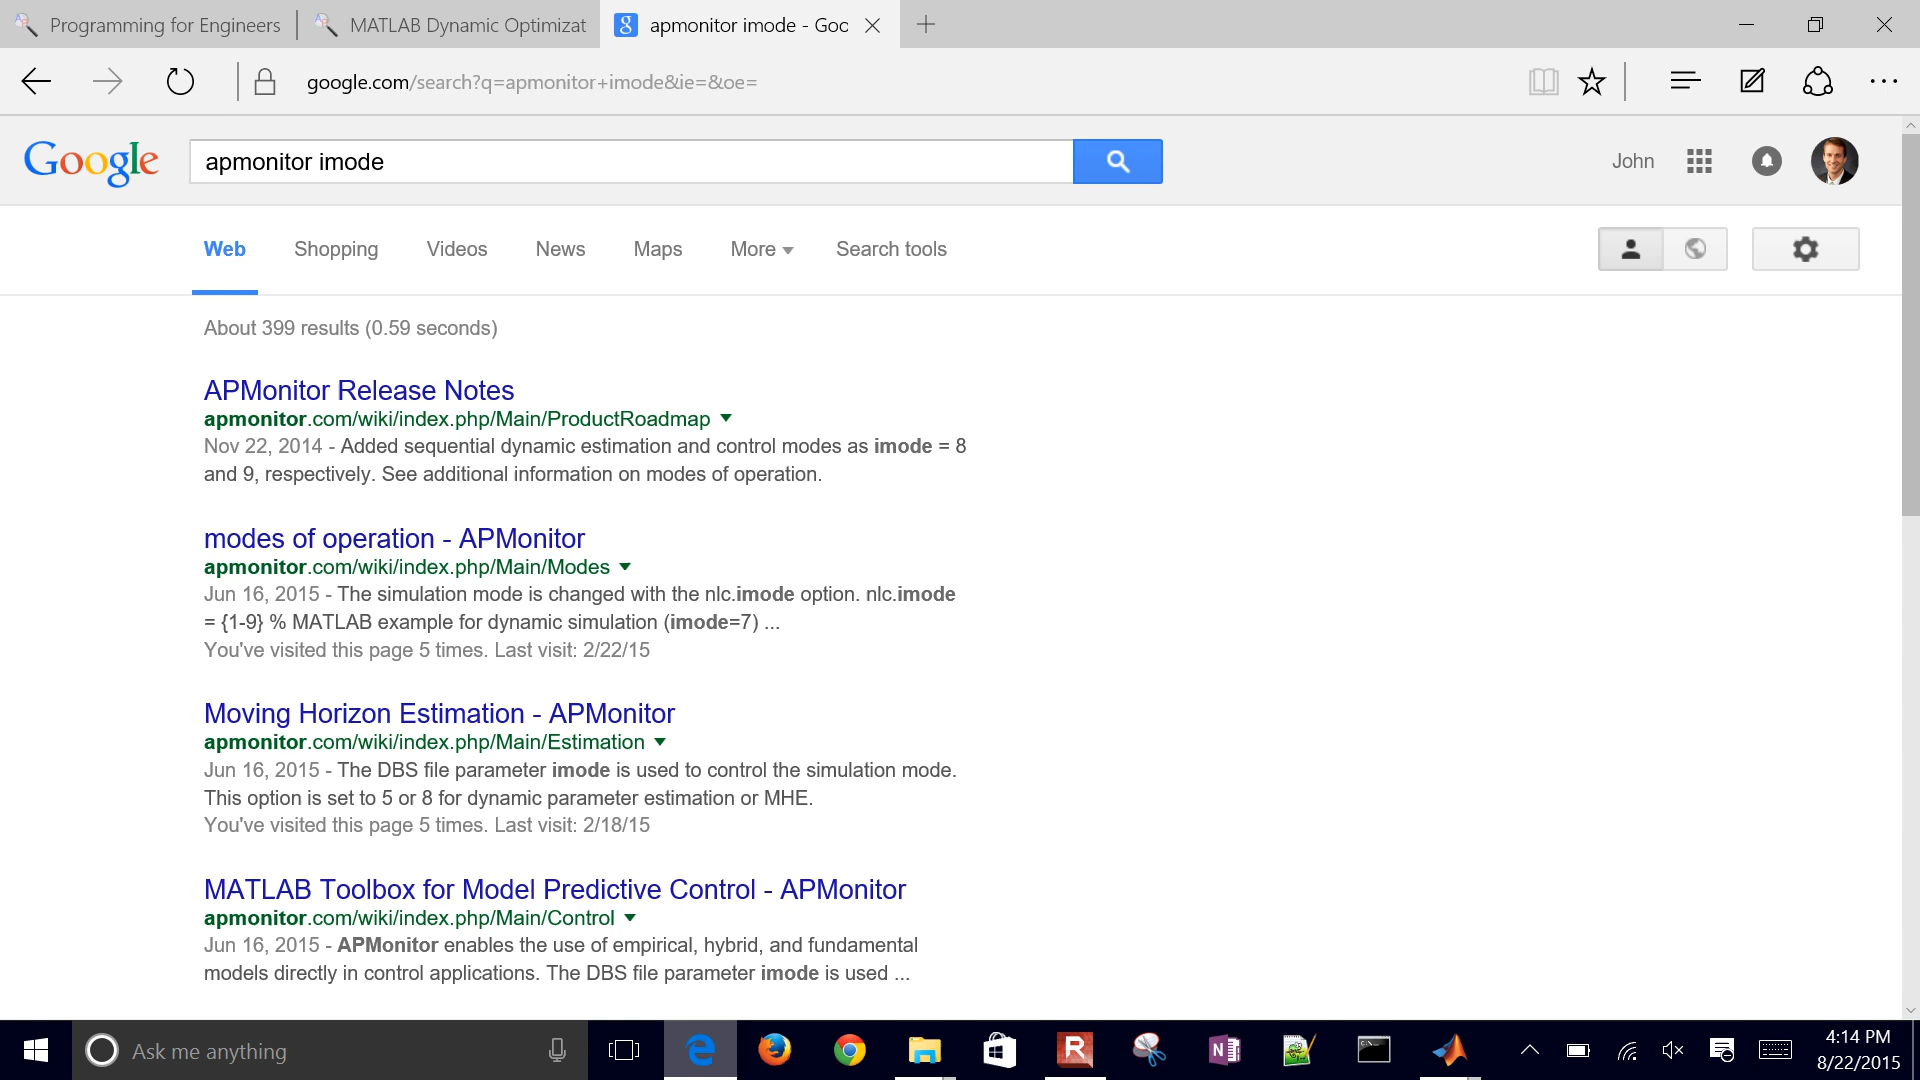 Programming for Engineers
MATLAB Dynamic Optimizat
apmonitor imode - Goo
google.com/search?q=apmonitor+imode&ie=&oe=
Google
apmonitor imode
John
Web
Shopping
Videos
News
Maps
More
Search tools
About 399 results (0.59 seconds)
APMonitor Release Notes
apmonitor.com/wiki/index.php/Main/ProductRoadmap
Nov 22, 2014 - Added sequential dynamic estimation and control modes as imode = 8
and 9, respectively. See additional information on modes of operation.
modes of operation - APMonitor
apmonitor.com/wiki/index.php/Main/Modes
Jun 16, 2015 - The simulation mode is changed with the nlc.imode option. nlc.imode
= {1-9} % MATLAB example for dynamic simulation (imode=7) ...
You've visited this page 5 times. Last visit: 2/22/15
Moving Horizon Estimation - APMonitor
apmonitor.com/wiki/index.php/Main/Estimation
Jun 16, 2015 - The DBS file parameter imode is used to control the simulation mode.
This option is set to 5 or 8 for dynamic parameter estimation or MHE.
You've visited this page 5 times. Last visit: 2/18/15
MATLAB Toolbox for Model Predictive Control - APMonitor
apmonitor.com/wiki/index.php/Main/Control
Jun 16, 2015 - APMonitor enables the use of empirical, hybrid, and fundamental
models directly in control applications. The DBS file parameter imode is used ...
Ask me anything
4:14 PM
8/22/2015